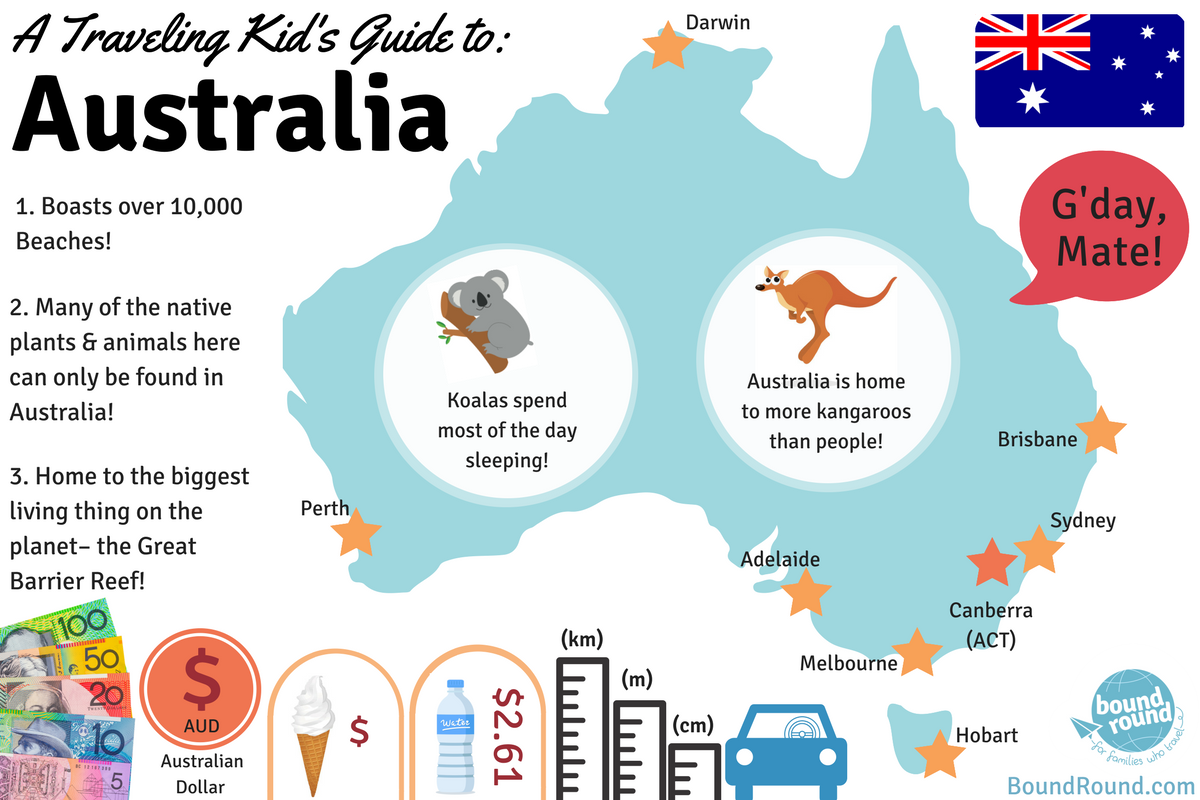 A Traveling Kid's Guide to:
Australia
1. Boasts over 10,000
Beaches!
2. Many of the native
plants & animals here
can only be found in
Australia!
3. Home to the biggest
living thing on the
planet– the Great
Barrier Reef!
Darwin
G'day,
Mate!
Koalas spend
most of the day
sleeping!
Australia is home
to more kangaroos
than people!
Brisbane
Perth
Sydney
Adelaide
Canberra
(ACT)
Melbourne
Hobart
100
50
20
10
5
$
AUD
Australian
Dollar
$
Water
$2.61
(km)
(m)
(cm)
bound
round
for families who travel
BoundRound.com